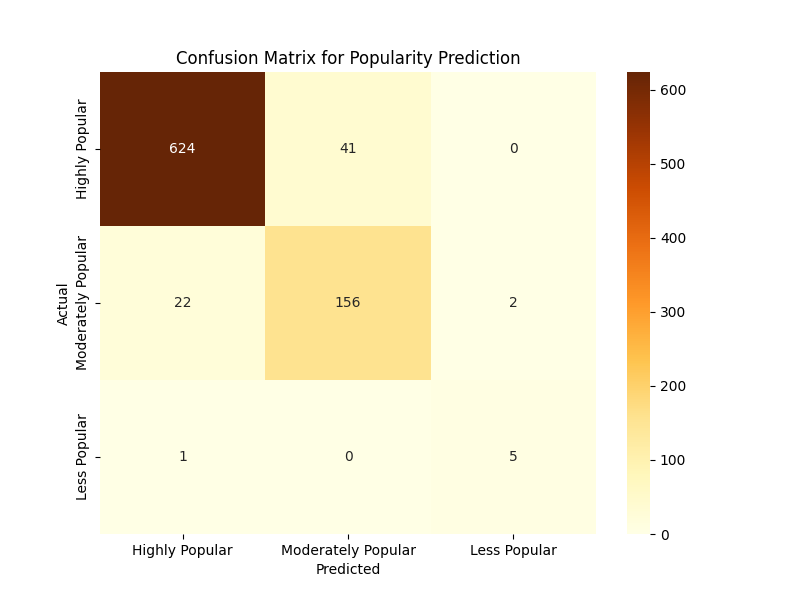 Confusion Matrix for Popularity Prediction
Actual
Highly Popular
Moderately Popular
Less Popular
624 41 0
22 156 2
1 0 5
Highly Popular Moderately Popular Less Popular
Predicted
600
500
400
300
200
100
0